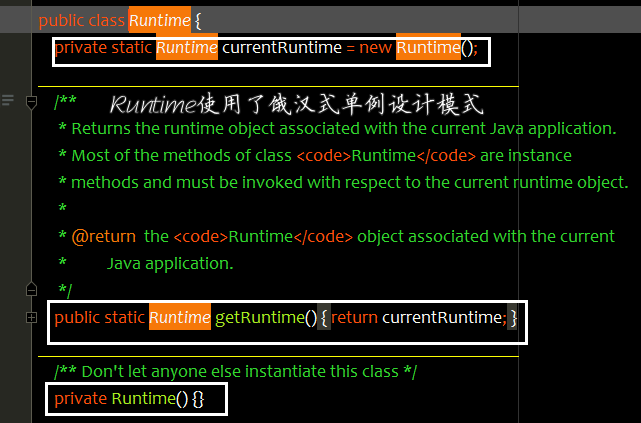 public class Runtime {
private static Runtime currentRuntime = new Runtime();
/**
Runtime使用了饿汉式单例设计模式
* Returns the runtime object associated with the current Java application.
* Most of the methods of class <code>Runtime</code> are instance
* methods and must be invoked with respect to the current runtime object.
*
* @return the <code>Runtime</code> object associated with the current
* Java application.
*/
public static Runtime getRuntime() { return currentRuntime; }
/** Don't let anyone else instantiate this class */
private Runtime() {}